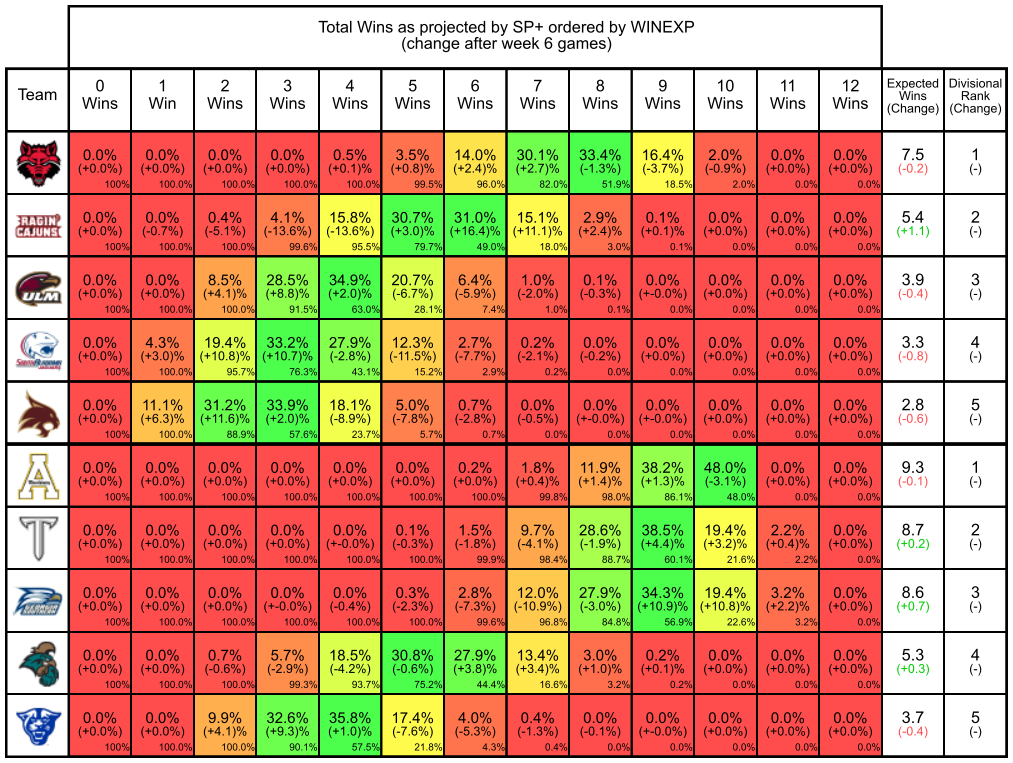 Total Wins as projected by SP+ ordered by WINEXP
(change after week 6 games)
Team 0 Wins 1 Win 2 Wins 3 Wins 4 Wins 5 Wins 6 Wins 7 Wins 8 Wins 9 Wins 10 Wins 11 Wins 12 Wins Expected Wins (Change) Divisional Rank (Change)
0.0% 0.0% 0.0% 0.0% 0.5% 3.5% 14.0% 30.1% 33.4% 16.4% 2.0% 0.0% 0.0% 7.5 1
(+0.0%) (+0.0%) (+0.0%) (+0.0%) (+0.1%) (+0.8%) (+2.4%) (+2.7%) (-1.3%) (-3.7%) (-0.9%) (+0.0%) (+0.0%) (-0.2) (-)
100% 100.0% 100.0% 100.0% 100.0% 99.5% 96.0% 82.0% 51.9% 18.5% 2.0% 0.0% 0.0%
RAGIN' CAJUNS
0.0% 0.0% 0.4% 4.1% 15.8% 30.7% 31.0% 15.1% 2.9% 0.1% 0.0% 0.0% 0.0% 5.4 2
(+0.0%) (-0.7%) (-5.1%) (-13.6%) (-13.6%) (+3.0)% (+16.4%) (+11.1)% (+2.4%) (+0.1%) (+0.0%) (+0.0%) (+0.0%) (+1.1) (-)
100% 100.0% 100.0% 99.6% 95.5% 79.7% 49.0% 18.0% 3.0% 0.1% 0.0% 0.0% 0.0%
ULM
0.0% 0.0% 8.5% 28.5% 34.9% 20.7% 6.4% 1.0% 0.1% 0.0% 0.0% 0.0% 0.0% 3.9 3
(+0.0%) (+0.0%) (+4.1%) (+8.8%) (+2.0)% (-6.7%) (-5.9%) (-2.0%) (-0.3%) (+-0.0%) (+0.0%) (+0.0%) (+0.0%) (-0.4) (-)
100% 100.0% 100.0% 91.5% 63.0% 28.1% 7.4% 1.0% 0.1% 0.0% 0.0% 0.0% 0.0%
0.0% 4.3% 19.4% 33.2% 27.9% 12.3% 2.7% 0.2% 0.0% 0.0% 0.0% 0.0% 0.0% 3.3 4
(+0.0%) (+3.0)% (+10.8)% (+10.7)% (-2.8%) (-11.5%) (-7.7%) (-2.1%) (-0.2%) (+0.0%) (+0.0%) (+0.0%) (+0.0%) (-0.8) (-)
100% 100.0% 95.7% 76.3% 43.1% 15.2% 2.9% 0.2% 0.0% 0.0% 0.0% 0.0% 0.0%
0.0% 11.1% 31.2% 33.9% 18.1% 5.0% 0.7% 0.0% 0.0% 0.0% 0.0% 0.0% 0.0% 2.8 5
(+0.0%) (+6.3)% (+11.6)% (+2.0)% (-8.9%) (-7.8%) (-2.8%) (-0.5%) (+-0.0%) (+-0.0%) (+0.0%) (+0.0%) (+0.0%) (-0.6) (-)
100% 100.0% 88.9% 57.6% 23.7% 5.7% 0.7% 0.0% 0.0% 0.0% 0.0% 0.0% 0.0%
0.0% 0.0% 0.0% 0.0% 0.0% 0.0% 0.2% 1.8% 11.9% 38.2% 48.0% 0.0% 0.0% 9.3 1
(+0.0%) (+0.0%) (+0.0%) (+0.0%) (+0.0%) (+0.0%) (+0.0%) (+0.4%) (+1.4%) (+1.3)% (-3.1%) (+0.0%) (+0.0%) (-0.1) (-)
100% 100.0% 100.0% 100.0% 100.0% 100.0% 100.0% 99.8% 98.0% 86.1% 48.0% 0.0% 0.0%
0.0% 0.0% 0.0% 0.0% 0.0% 0.1% 1.5% 9.7% 28.6% 38.5% 19.4% 2.2% 0.0% 8.7 2
(+0.0%) (+0.0%) (+0.0%) (+0.0%) (+-0.0%) (-0.3%) (-1.8%) (-4.1%) (-1.9%) (+4.4)% (+3.2)% (+0.4)% (+0.0%) (+0.2) (-)
100% 100.0% 100.0% 100.0% 100.0% 100.0% 99.9% 98.4% 88.7% 60.1% 21.6% 2.2% 0.0%
0.0% 0.0% 0.0% 0.0% 0.0% 0.3% 2.8% 12.0% 27.9% 34.3% 19.4% 3.2% 0.0% 8.6 3
(+0.0%) (+0.0%) (+0.0%) (+-0.0%) (-0.4%) (-2.3%) (-7.3%) (-10.9%) (-3.0%) (+10.9)% (+10.8)% (+2.2)% (+0.0%) (+0.7) (-)
100% 100.0% 100.0% 100.0% 100.0% 100.0% 99.6% 96.8% 84.8% 56.9% 22.6% 3.2% 0.0%
0.0% 0.0% 0.7% 5.7% 18.5% 30.8% 27.9% 13.4% 3.0% 0.2% 0.0% 0.0% 0.0% 5.3 4
(+0.0%) (+0.0%) (-0.6%) (-2.9%) (-4.2%) (-0.6%) (+3.8)% (+3.4)% (+1.0)% (+0.1%) (+0.0%) (+0.0%) (+0.0%) (+0.3) (-)
100% 100.0% 100.0% 99.3% 93.7% 75.2% 44.4% 16.6% 3.2% 0.2% 0.0% 0.0% 0.0%
0.0% 0.0% 9.9% 32.6% 35.8% 17.4% 4.0% 0.4% 0.0% 0.0% 0.0% 0.0% 0.0% 3.7 5
(+0.0%) (+0.0%) (+4.1%) (+9.3)% (+1.0)% (-7.6%) (-5.3%) (-1.3%) (-0.1%) (+-0.0%) (+0.0%) (+0.0%) (+0.0%) (-0.4) (-)
100% 100.0% 100.0% 90.1% 57.5% 21.8% 4.3% 0.4% 0.0% 0.0% 0.0% 0.0% 0.0%